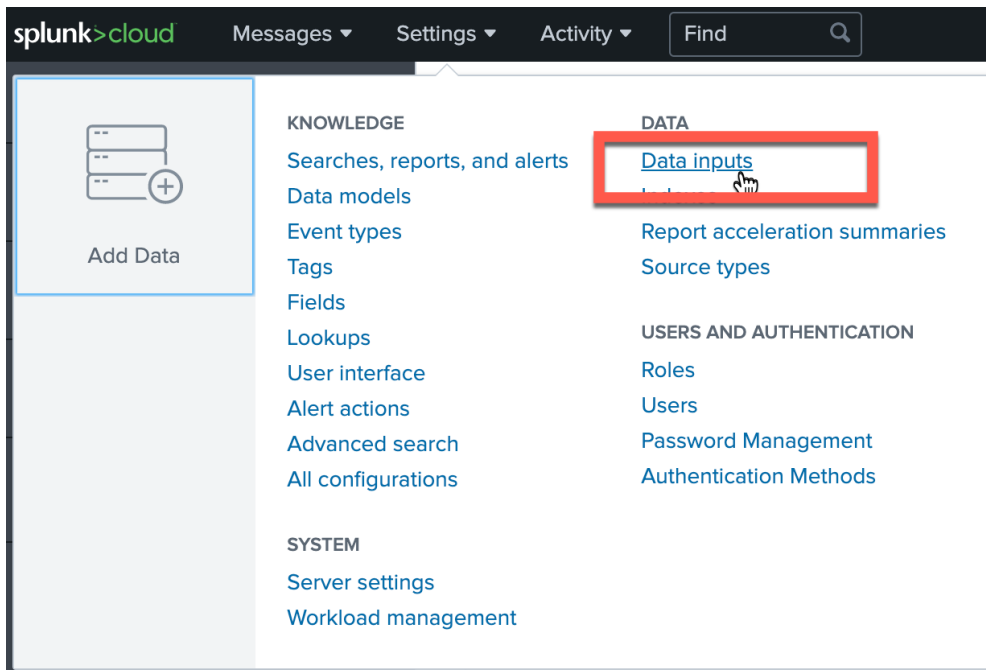 splunk>cloud Messages Settings Activity Find
Add Data
KNOWLEDGE
Searches, reports, and alerts
Data models
Event types
Tags
Fields
Lookups
User interface
Alert actions
Advanced search
All configurations
SYSTEM
Server settings
Workload management
DATA
Data inputs
Indexes
Report acceleration summaries
Source types
USERS AND AUTHENTICATION
Roles
Users
Password Management
Authentication Methods